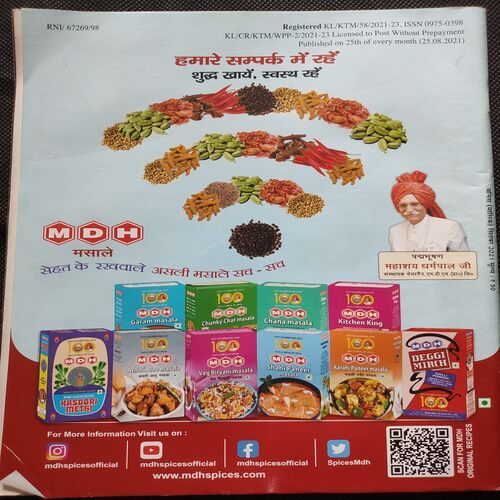 RNI/ 67269/98
Registered KL/KTM/58/2021-23, ISSN 0975-0398
KL/CR/KTM/WPP-2/2021-23 Licensed to Post Without Prepayment
Published on 25th of every month (25.08.2021)
हमारे सम्पर्क में रहें
शुद्ध खायें, स्वस्थ रहें
MDH
मसाले
सेहत के रखवाले असली मसाले सच - सच
पद्मभूषण
महाशय धर्मपाल जी
MDH
Garam masala
MDH
Chunky Chat masala
MDH
Chana masala
MDH
Kitchen King
MDH
KASOORI METHI
MDH
MDH
Veg Biryani masala
MDH
Shahi Paneer
MDH
Karahi Paneer masala
MDH
DEGGI MIRCH
For More Information Visit us on :
mdhspicesofficial
mdhspicesofficial
mdhspicesofficial
SpicesMdh
www.mdhspices.com
SCAN FOR MDH
ORIGINAL RECIPES